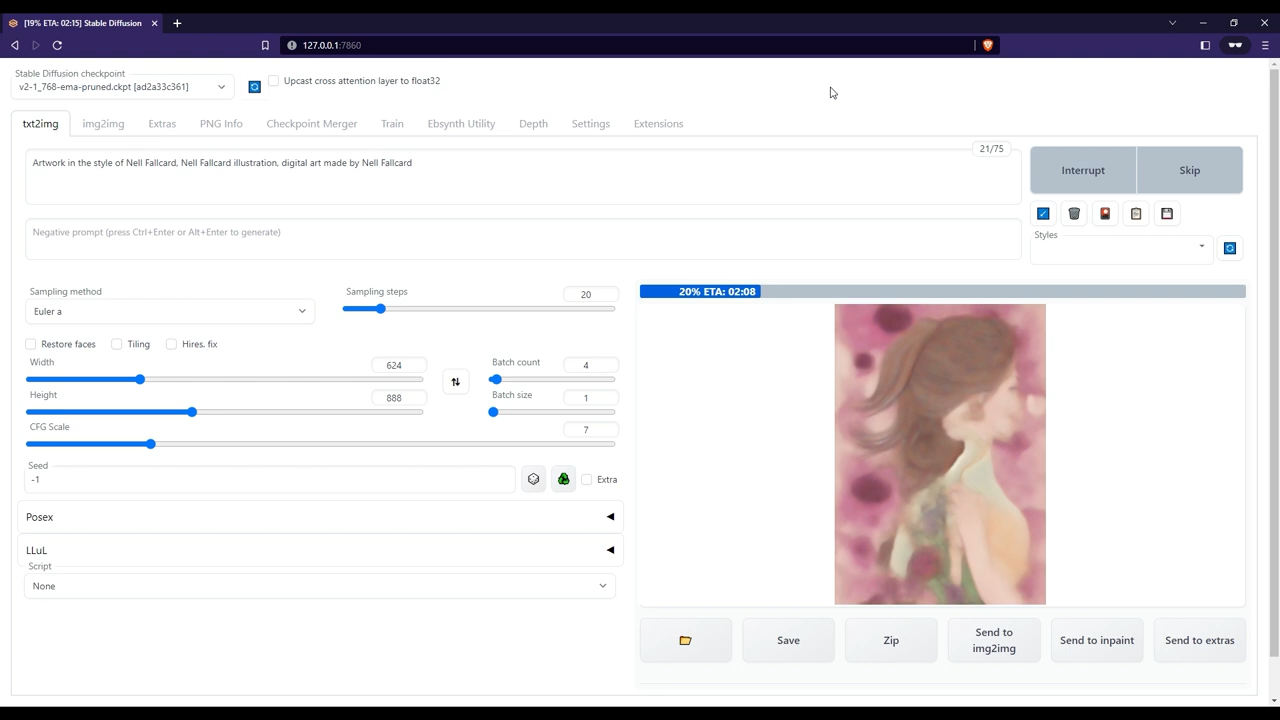 [19% ETA: 02:15] Stable Diffusion
127.0.0.1:7860
Stable Diffusion checkpoint
v2-1_768-ema-pruned.ckpt [ad2a33c361]
Upcast cross attention layer to float32
txt2img
img2img
Extras
PNG Info
Checkpoint Merger
Train
Ebsynth Utility
Depth
Settings
Extensions
21/75
Artwork in the style of Nell Fallcard, Nell Fallcard illustration, digital art made by Nell Fallcard
Interrupt
Skip
Negative prompt (press Ctrl+Enter or Alt+Enter to generate)
Styles
Sampling method
Euler a
Sampling steps
20
20% ETA: 02:08
Restore faces
Tiling
Hires. fix
Width
624
Batch count
4
Height
888
Batch size
1
CFG Scale
7
Seed
-1
Extra
Posex
LLuL
Script
None
Save
Zip
Send to
img2img
Send to inpaint
Send to extras